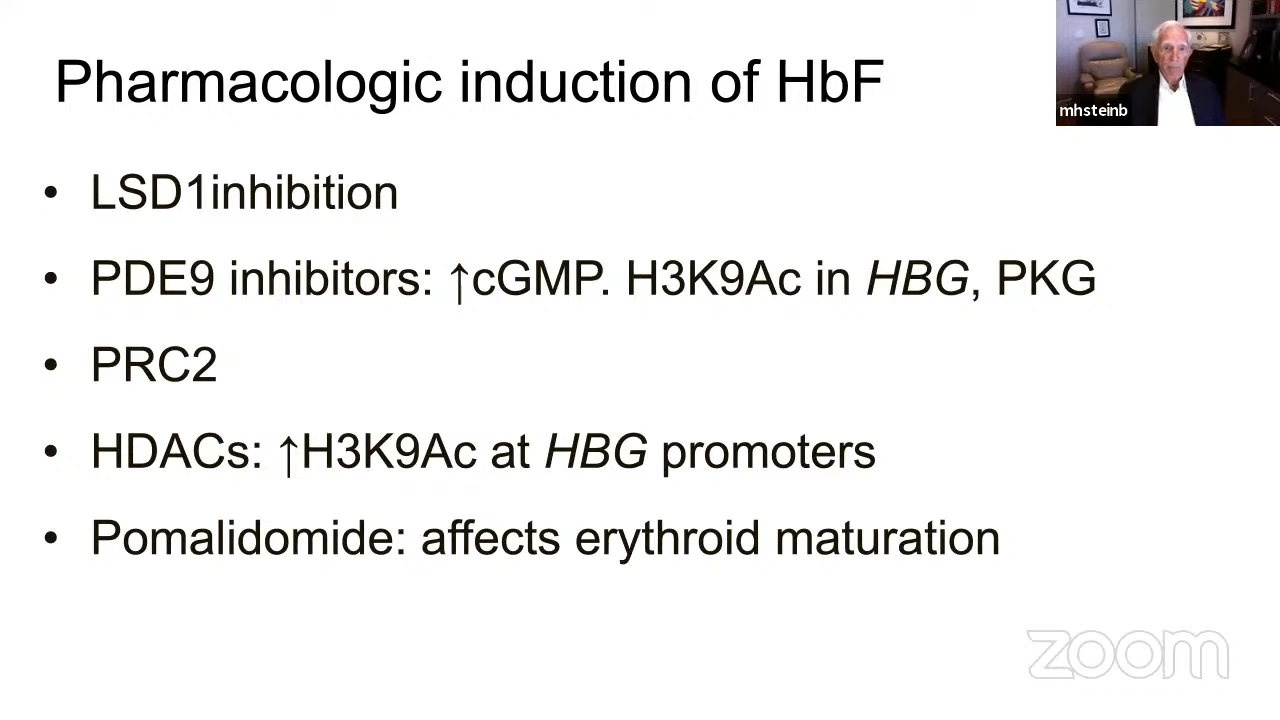 Pharmacologic induction of HbF
mhsteinb
• LSD1inhibition
• PDE9 inhibitors: ↑cGMP. H3K9Ac in HBG, PKG
• PRC2
• HDACs: ↑H3K9Ac at HBG promoters
• Pomalidomide: affects erythroid maturation
zoom